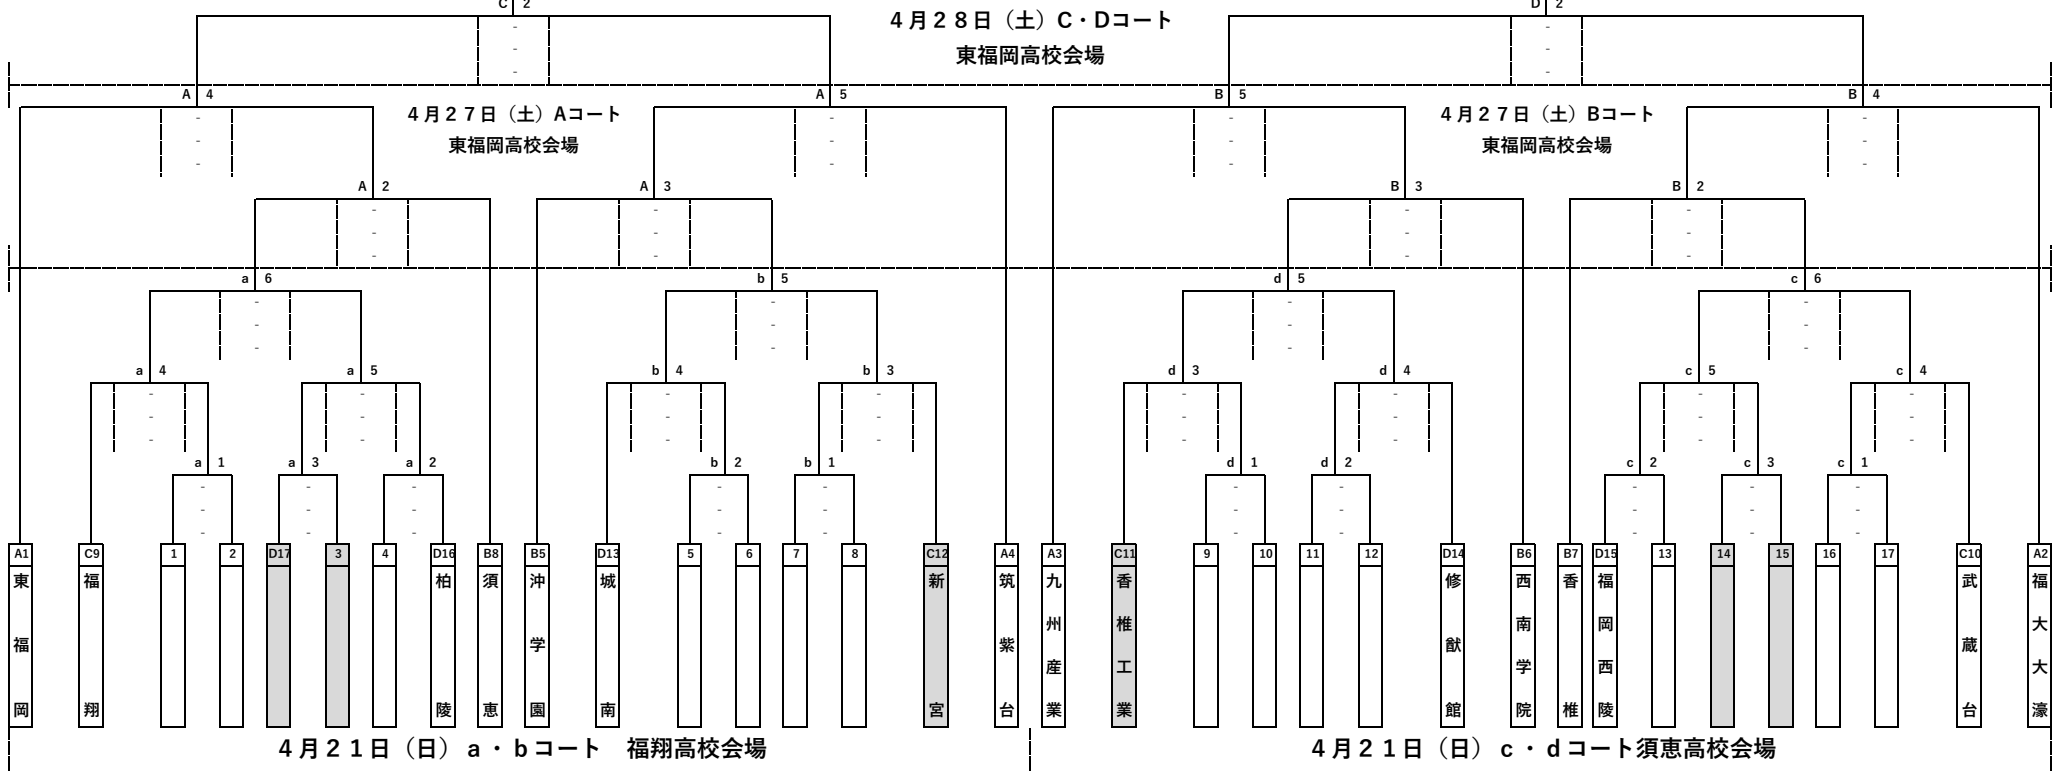 C 2
D 2
4月28日（土）C・Dコート
東福岡高校会場
A 4
A 5
B 5
B 4
4月27日（土）Aコート
東福岡高校会場
4月27日（土）Bコート
東福岡高校会場
A 2
A 3
B 3
B 2
a 6
b 5
d 5
c 6
a 4
a 5
b 4
b 3
d 3
d 4
c 5
c 4
a 1
a 3
a 2
b 2
b 1
d 1
d 2
c 2
c 3
c 1
A1 東福岡
C9 福翔
1
2
D17
3
4
D16 柏陵
B8 須恵
B5 沖学園
D13 城南
5
6
7
8
C12 新宮
A4 筑紫台
A3 九州産業
C11 香椎工業
9
10
11
12
D14 修猷館
B6 西南学院
B7 香椎
D15 福岡西陵
13
14
15
16
17
C10 武蔵台
A2 福大大濠
4月21日（日）a・bコート　福翔高校会場
4月21日（日）c・dコート須恵高校会場